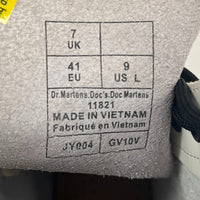 7
UK
41
EU
9
US L
Dr.Martens.Doc's.Doc Martens
11821
MADE IN VIETNAM
Fabriqué en Vietnam
JY004
GV10V